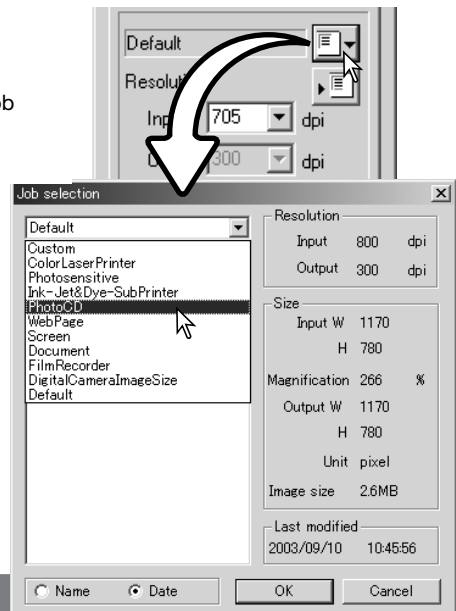 ob
Default
Resoluti
Inp 705 dpi
300 dpi
Job selection
Default
Custom
ColorLaserPrinter
Photosensitive
Ink-Jet&Dye-SubPrinter
PhotoCD
WebPage
Screen
Document
FilmRecorder
DigitalCameraImageSize
Default
Resolution
Input 800 dpi
Output 300 dpi
Size
Input W 1170
H 780
Magnification 266 %
Output W 1170
H 780
Unit pixel
Image size 2.6MB
Last modified
2003/09/10 10:45:56
Name Date OK Cancel